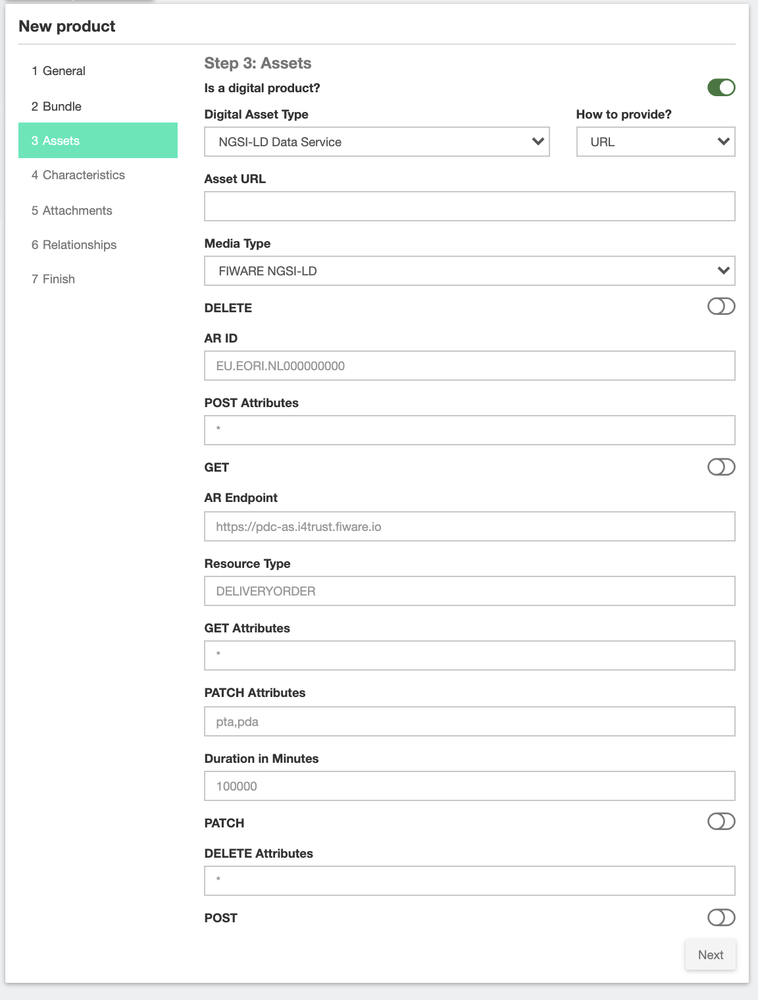 New product
1 General
2 Bundle
3 Assets
4 Characteristics
5 Attachments
6 Relationships
7 Finish
Step 3: Assets
Is a digital product?
Digital Asset Type
How to provide?
NGSI-LD Data Service
URL
Asset URL
Media Type
FIWARE NGSI-LD
DELETE
AR ID
EU.EORI.NL000000000
POST Attributes
*
GET
AR Endpoint
https://pdc-as.i4trust.fiware.io
Resource Type
DELIVERYORDER
GET Attributes
*
PATCH Attributes
pta,pda
Duration in Minutes
100000
PATCH
DELETE Attributes
*
POST
Next